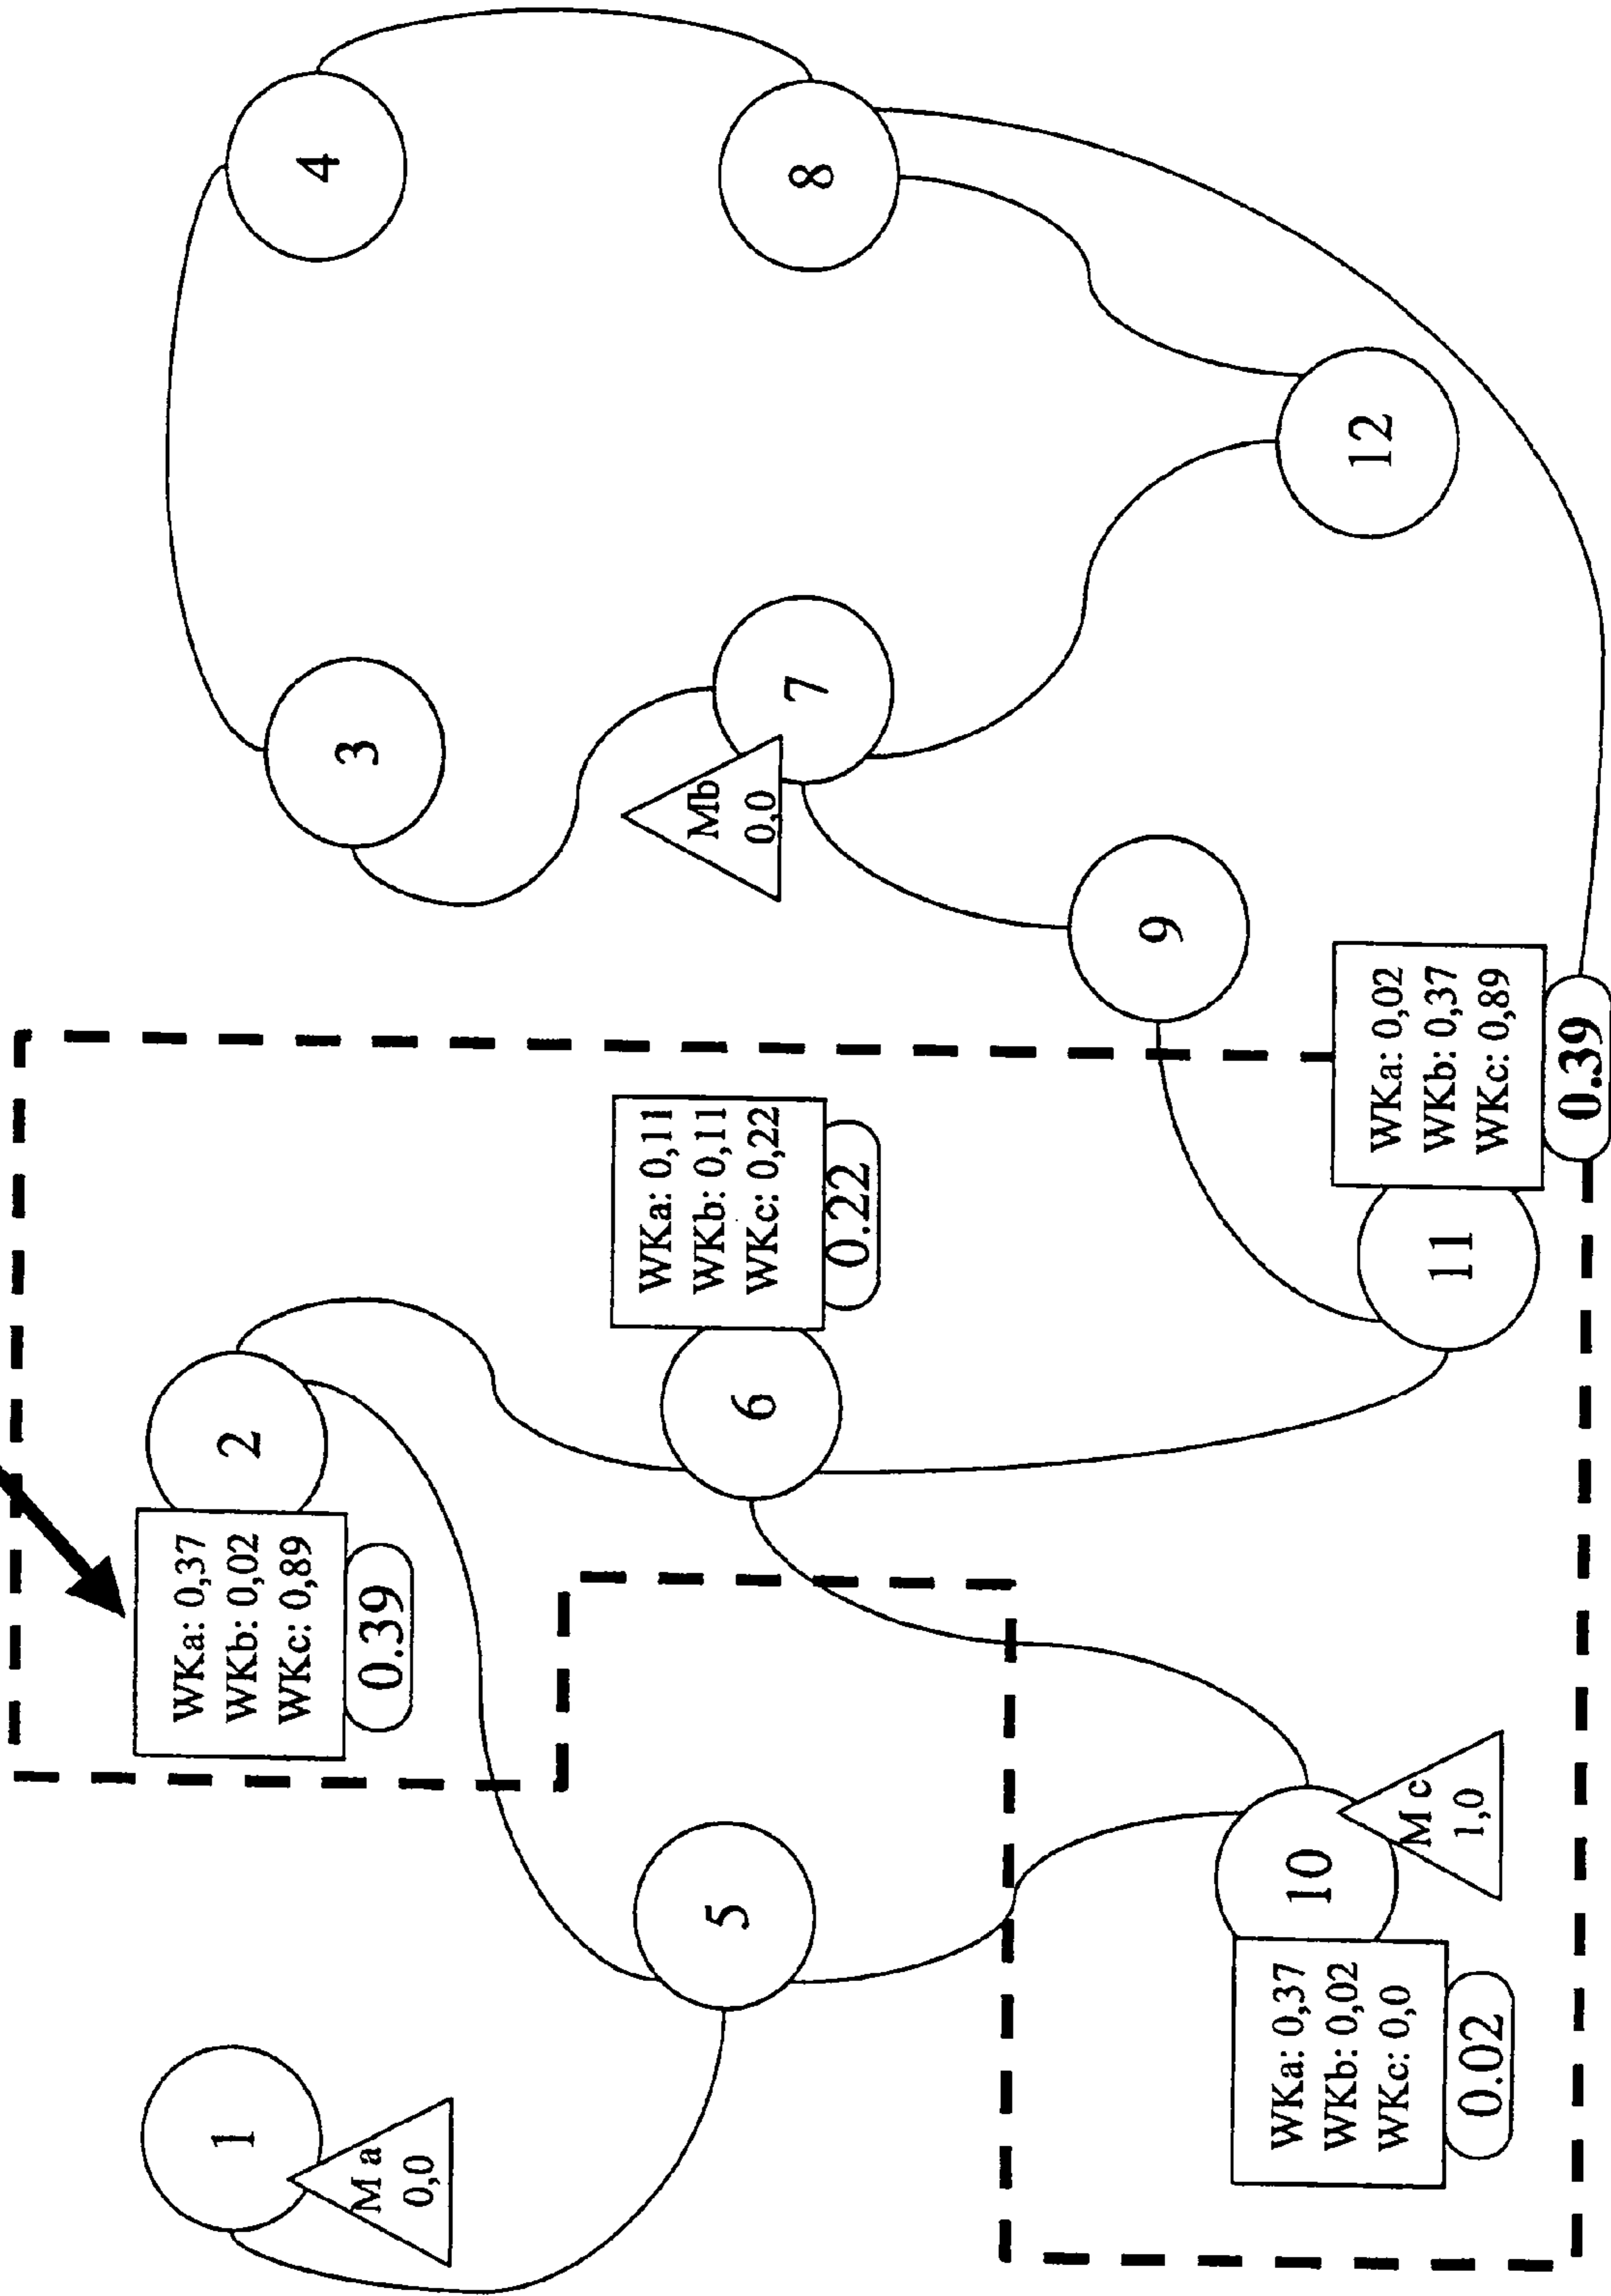 1
Ma
0,0
WKa: 0,37
WKb: 0,02
WKc: 0,89
0.39
2
3
4
5
6
WKa: 0,11
WKb: 0,11
WKc: 0,22
0.22
Mb
0,0
7
8
9
WKa: 0,37
WKb: 0,02
WKc: 0,0
0.02
10
Mc
1,0
11
WKa: 0,02
WKb: 0,37
WKc: 0,89
0.39
12